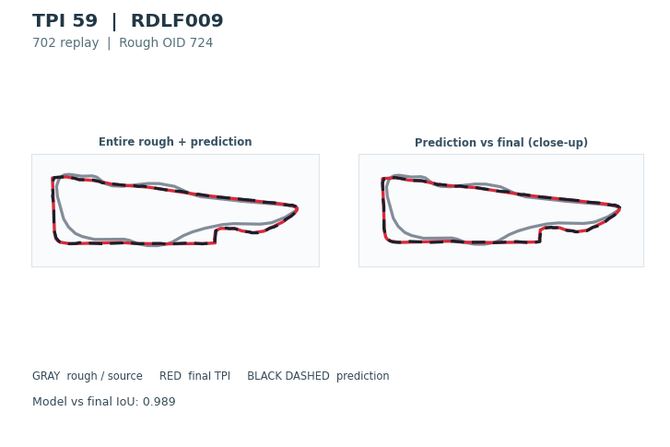 TPI 59 | RDLF009
702 replay | Rough OID 724
Entire rough + prediction
Prediction vs final (close-up)
GRAY rough / source RED final TPI BLACK DASHED prediction
Model vs final IoU: 0.989